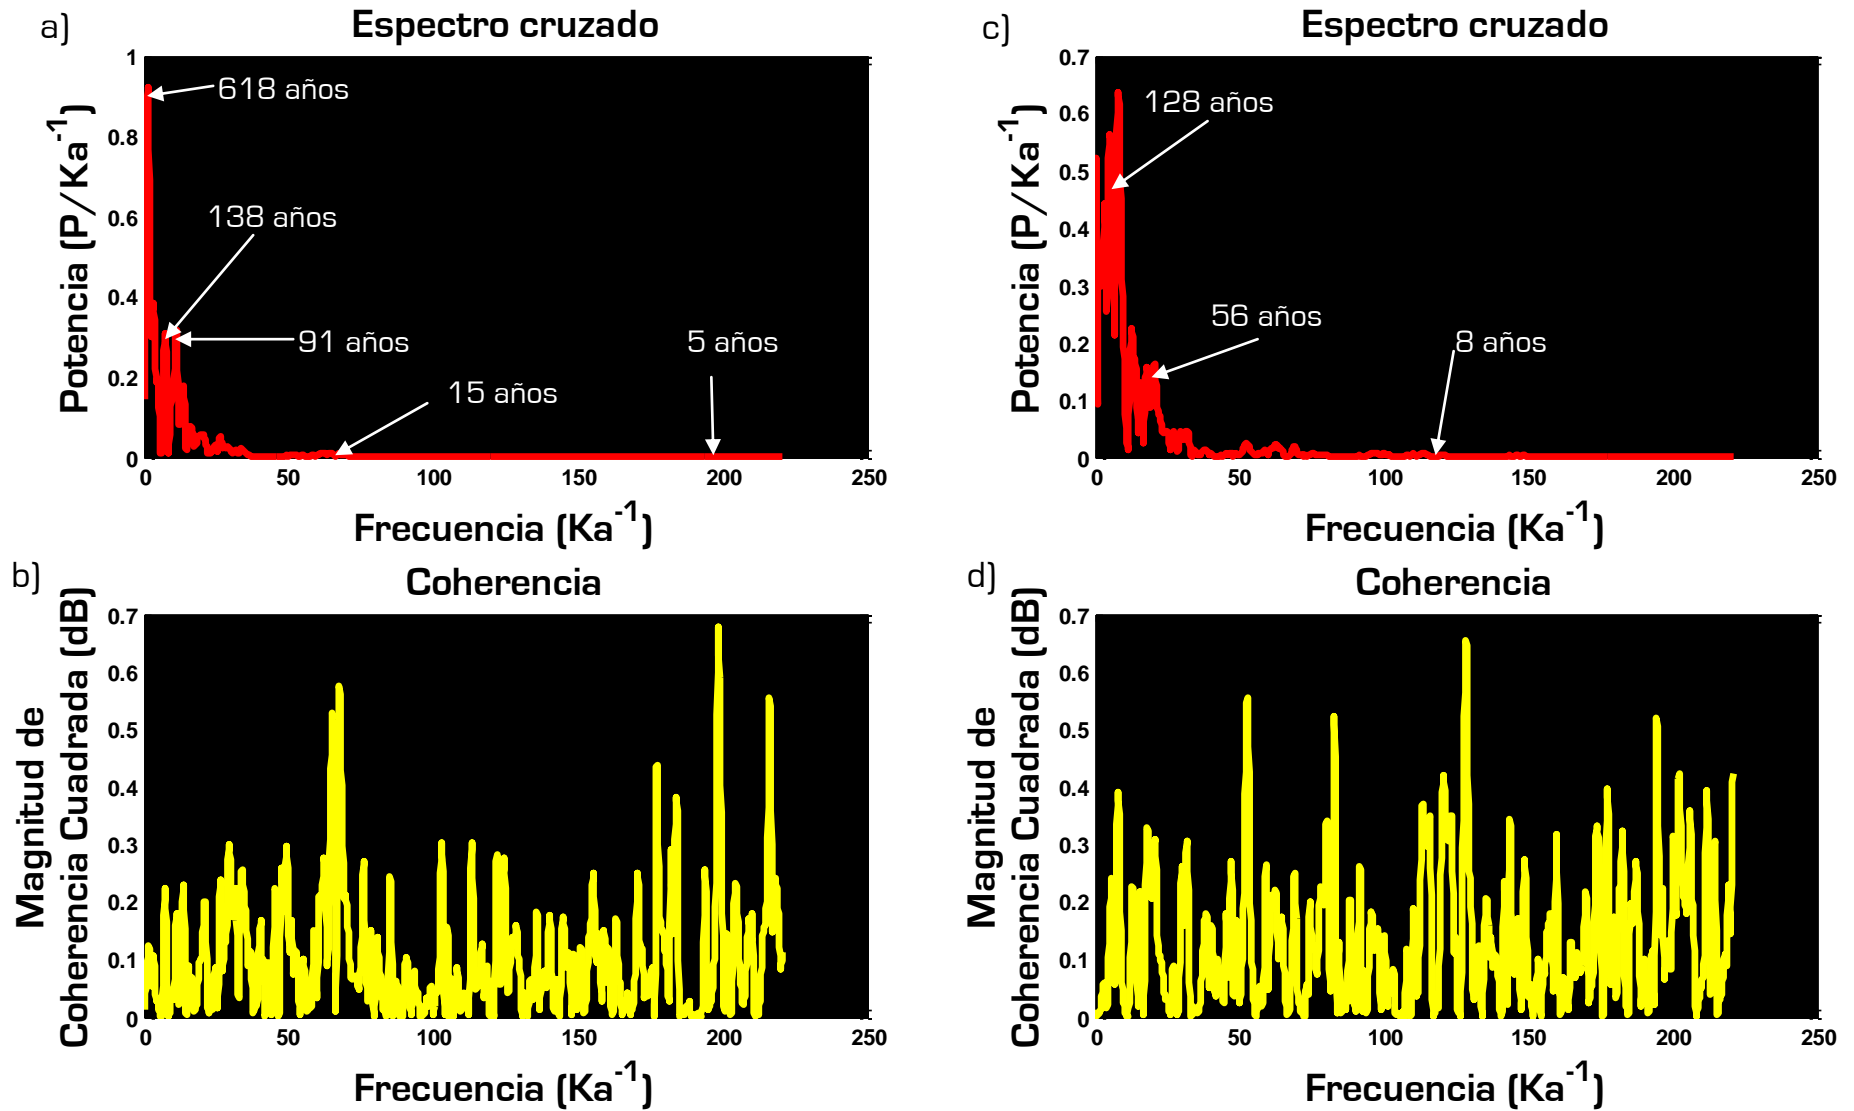 a)
Espectro cruzado
Potencia (P/Ka⁻¹)
1
0.8
0.6
0.4
0.2
0
618 años
138 años
91 años
15 años
5 años
0 50 100 150 200 250
Frecuencia (Ka⁻¹)
c)
Espectro cruzado
Potencia (P/Ka⁻¹)
0.7
0.6
0.5
0.4
0.3
0.2
0.1
0
128 años
56 años
8 años
0 50 100 150 200 250
Frecuencia (Ka⁻¹)
b)
Coherencia
Magnitud de
Coherencia Cuadrada (dB)
0.7
0.6
0.5
0.4
0.3
0.2
0.1
0
0 50 100 150 200 250
Frecuencia (Ka⁻¹)
d)
Coherencia
Magnitud de
Coherencia Cuadrada (dB)
0.7
0.6
0.5
0.4
0.3
0.2
0.1
0
0 50 100 150 200 250
Frecuencia (Ka⁻¹)